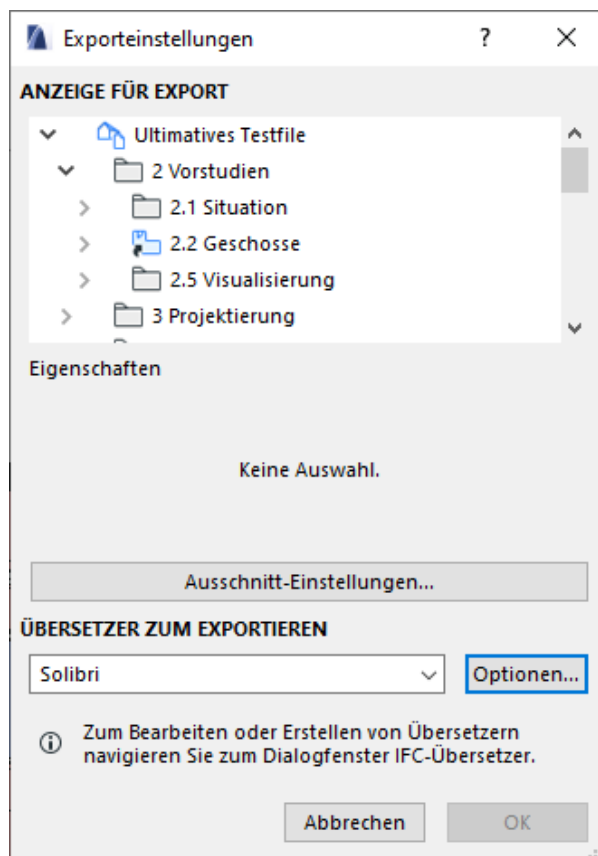 Exporteinstellungen
?
ANZEIGE FÜR EXPORT
Ultimatives Testfile
2 Vorstudien
2.1 Situation
2.2 Geschosse
2.5 Visualisierung
3 Projektierung
Eigenschaften
Keine Auswahl.
Ausschnitt-Einstellungen...
ÜBERSETZER ZUM EXPORTIEREN
Solibri
Optionen...
Zum Bearbeiten oder Erstellen von Übersetzern
navigieren Sie zum Dialogfenster IFC-Übersetzer.
Abbrechen
OK